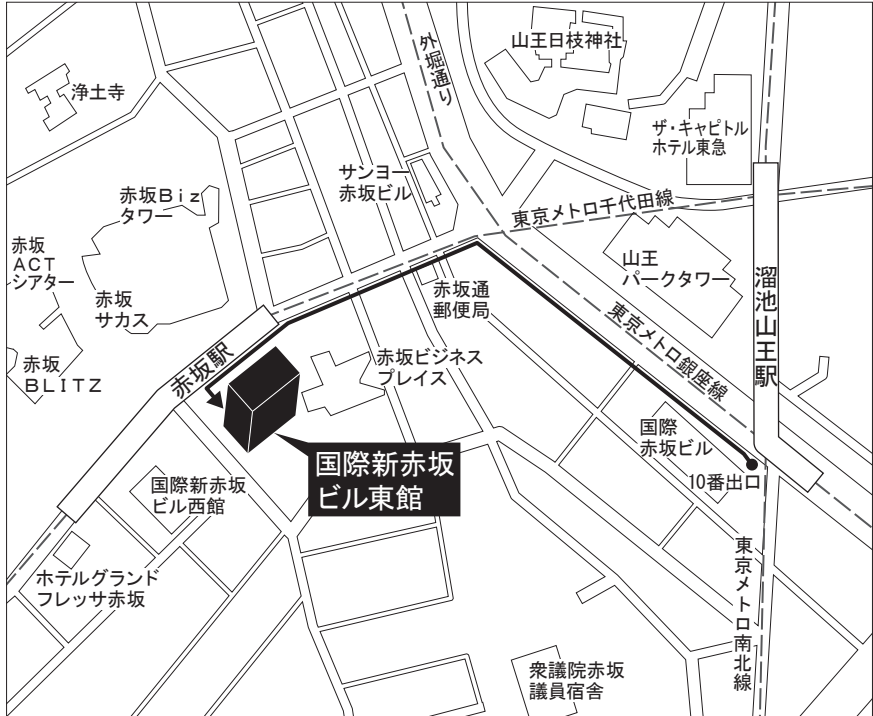 山王日枝神社
外堀通り
浄土寺
ザ・キャピトル
ホテル東急
サンヨー
赤坂ビル
赤坂Ｂｉｚ
タワー
東京メトロ千代田線
赤坂
ＡＣＴ
シアター
山王
パークタワー
溜池山王駅
赤坂
サカス
赤坂通
郵便局
東京メトロ銀座線
赤坂駅
赤坂
ＢＬＩＴＺ
赤坂ビジネス
プレイス
国際
赤坂ビル
10番出口
国際新赤坂
ビル東館
国際新赤坂
ビル西館
東京メトロ南北線
ホテルグランド
フレッサ赤坂
衆議院赤坂
議員宿舎